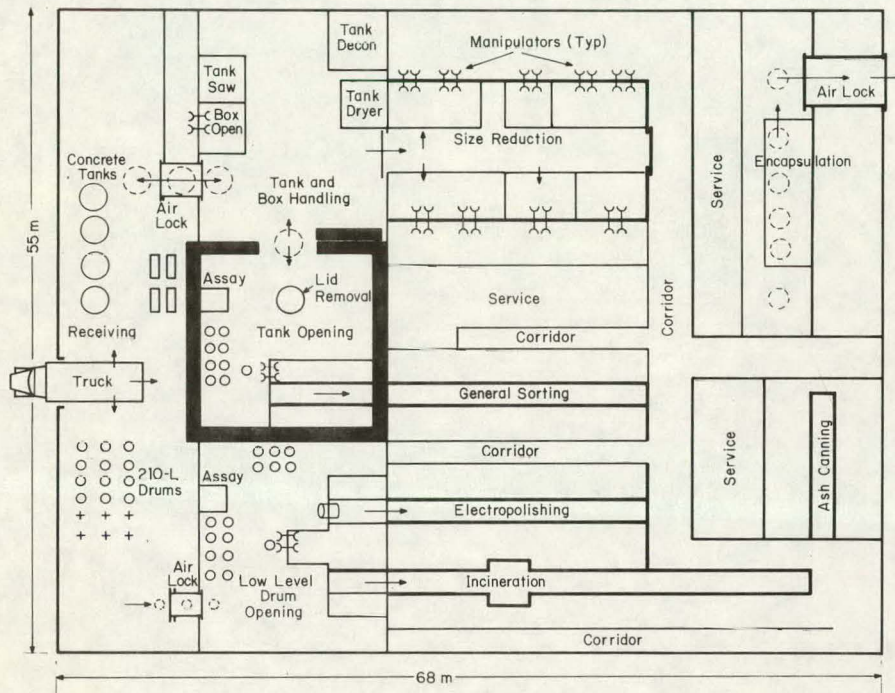 Tank
Decon
Manipulators (Typ)
Tank
Saw
Tank
Dryer
Air Lock
Box
Open
Size Reduction
Concrete
Tanks
Encapsullation
Tank and
Box Handling
Air
Lock
Service
55 m
Assay
Lid
Removal
Service
Tank Opening
Receiving
Corridor
Corridor
Truck
General Sorting
Corridor
210-L
Drums
Assay
Service
Ash Canning
Electropolishing
Air
Lock
Low Level
Drum
Opening
Incineration
Corridor
68 m